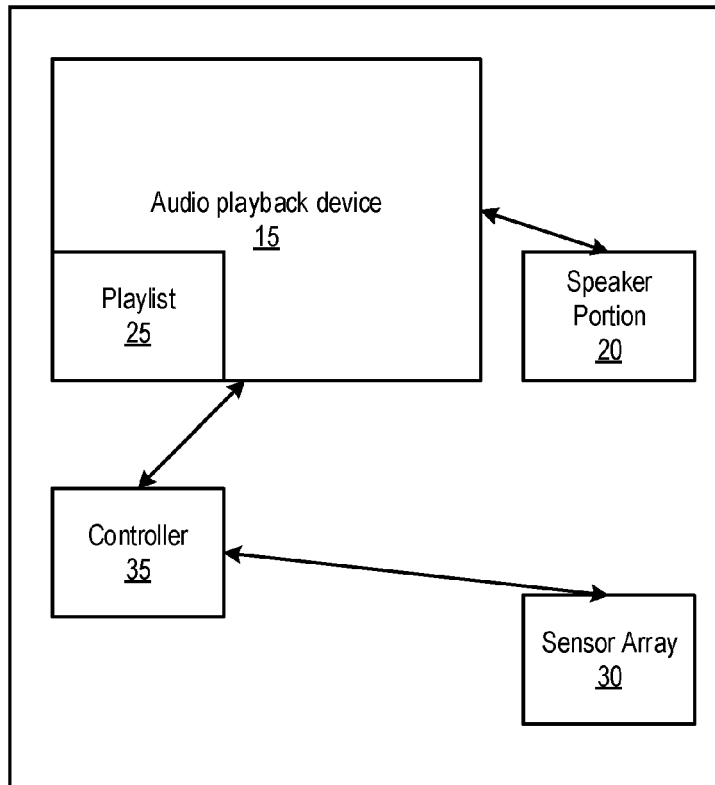 Audio playback device
15
Playlist
25
Speaker
Portion
20
Controller
35
Sensor Array
30